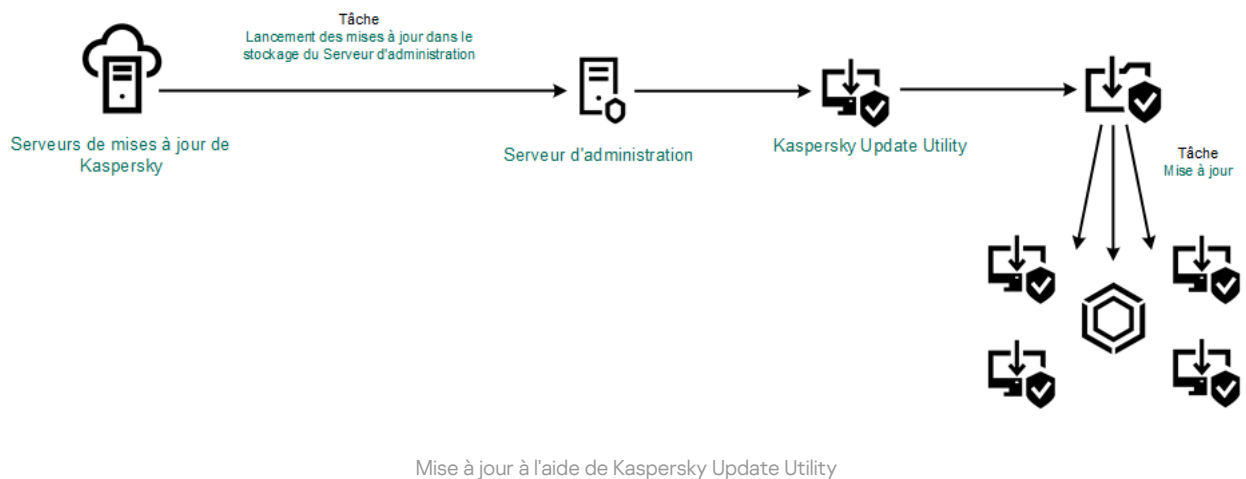 Tâche
Lancement des mises à jour dans le
stockage du Serveur d'administration
Serveurs de mises à jour de
Kaspersky
Serveur d'administration
Kaspersky Update Utility
Tâche
Mise à jour
Mise à jour à l'aide de Kaspersky Update Utility